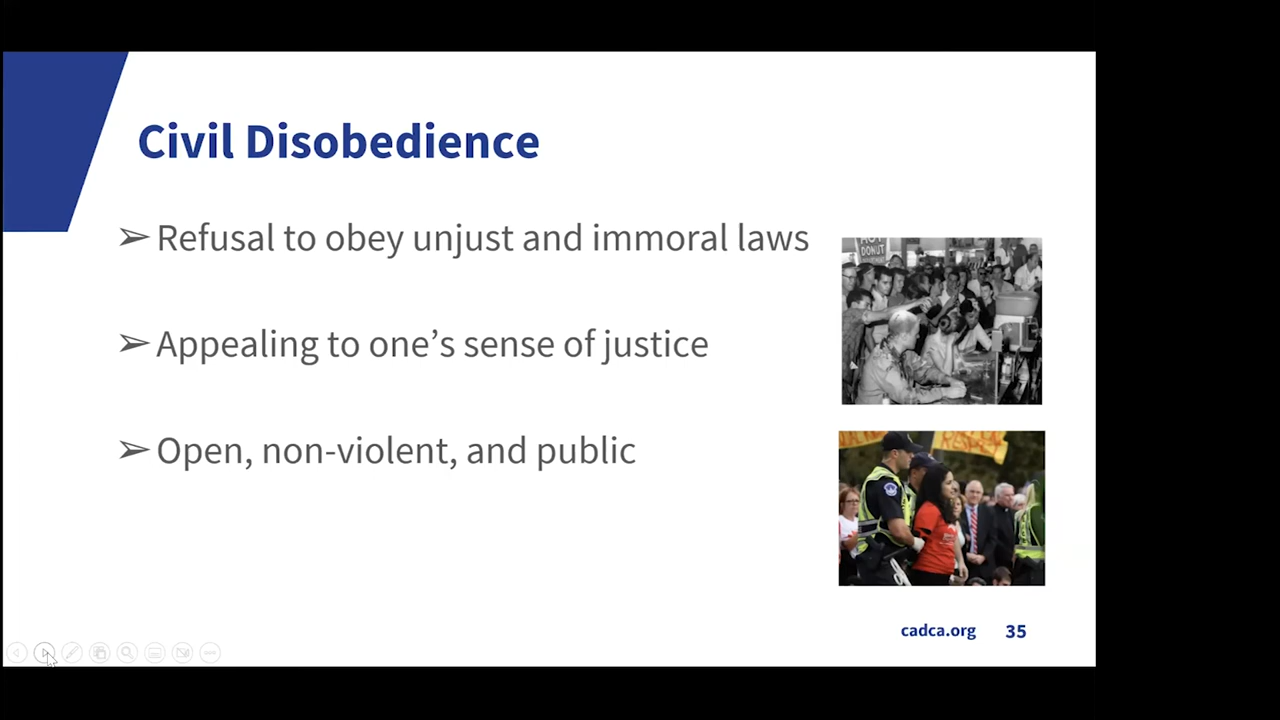 Civil Disobedience
➢ Refusal to obey unjust and immoral laws
➢ Appealing to one’s sense of justice
➢ Open, non-violent, and public
DONUT
cadca.org 35